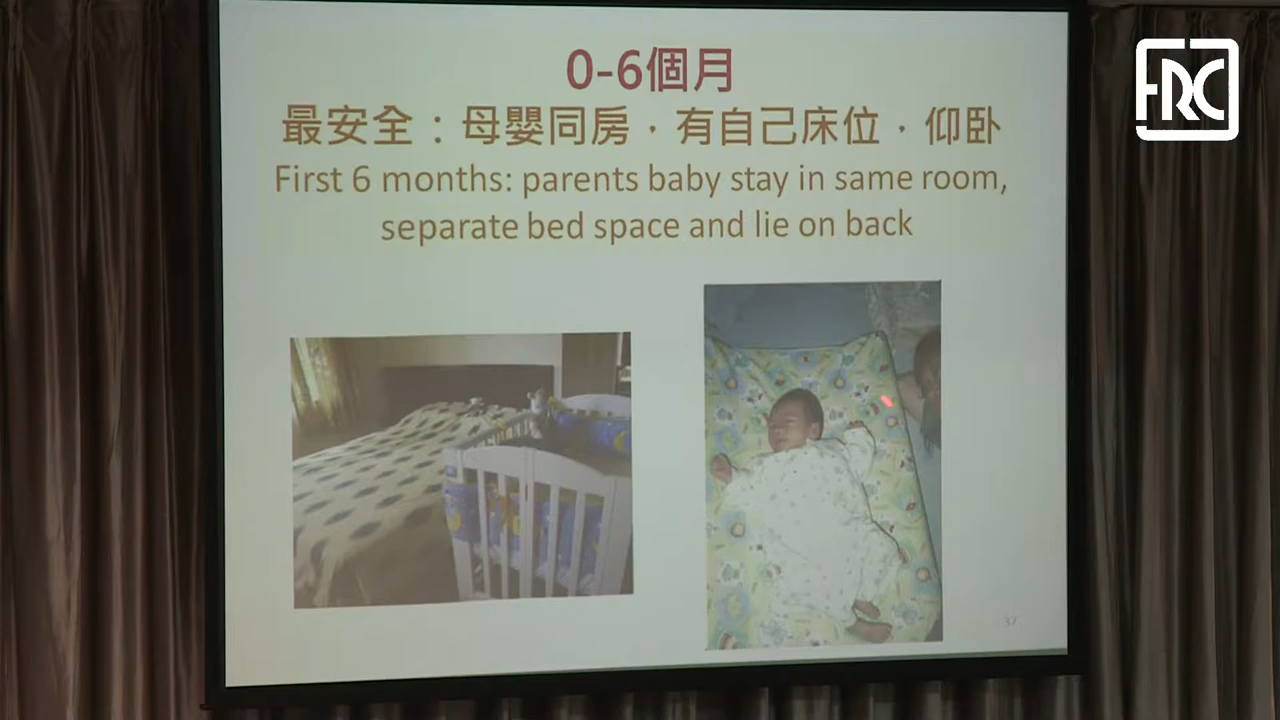 0-6個月
最安全：母嬰同房，有自己床位，仰卧
First 6 months: parents baby stay in same room,
separate bed space and lie on back
37
FRC